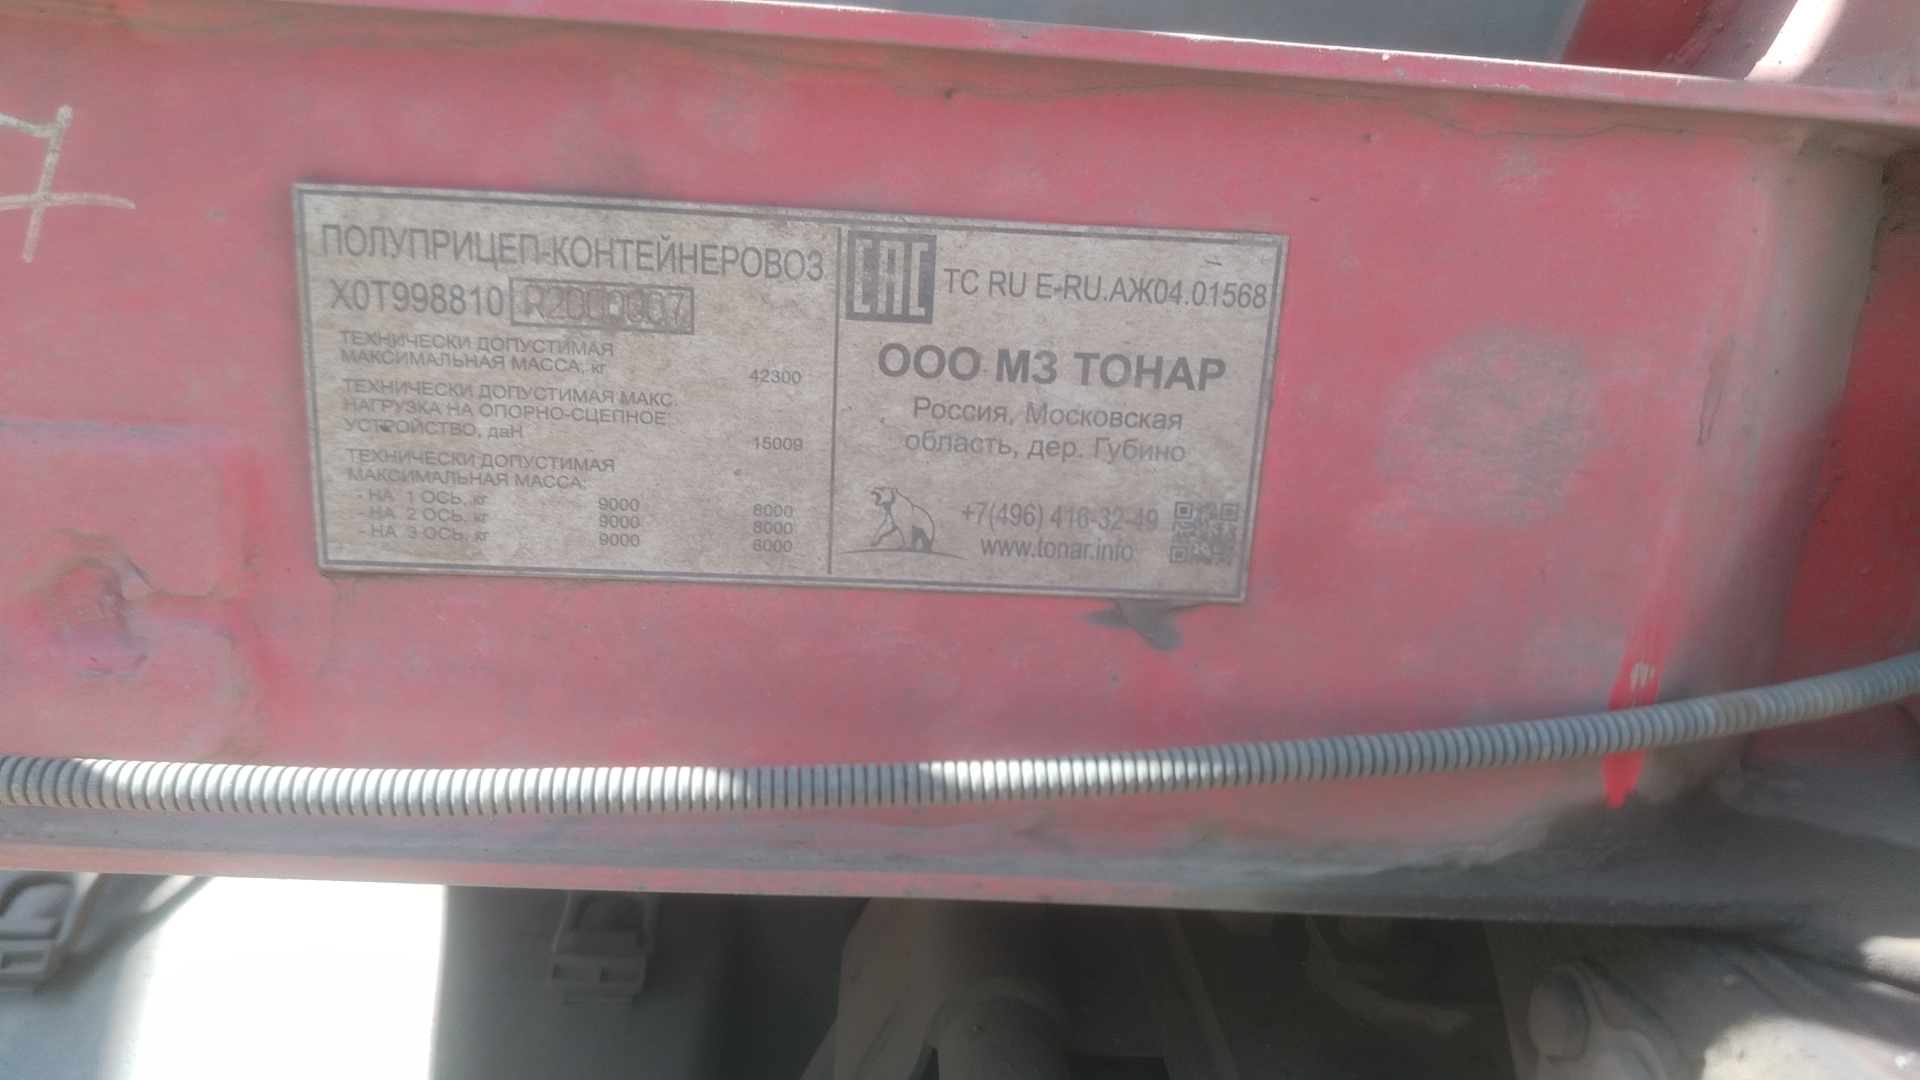 ПОЛУПРИЦЕП-КОНТЕЙНЕРОВОЗ
X0T998810
ТЕХНИЧЕСКИ ДОПУСТИМАЯ
МАКСИМАЛЬНАЯ МАССА, кг 42300
ТЕХНИЧЕСКИ ДОПУСТИМАЯ МАКС.
НАГРУЗКА НА ОПОРНО-СЦЕПНОЕ
УСТРОЙСТВО, даН 15009
ТЕХНИЧЕСКИ ДОПУСТИМАЯ
МАКСИМАЛЬНАЯ МАССА:
- НА 1 ОСЬ, кг 9000 8000
- НА 2 ОСЬ, кг 9000 8000
- НА 3 ОСЬ, кг 9000 8000
EAC ТС RU E-RU.АЖ04.01568
ООО МЗ ТОНАР
Россия, Московская
область, дер. Губино
+7(496) 416-32-49
www.tonar.info